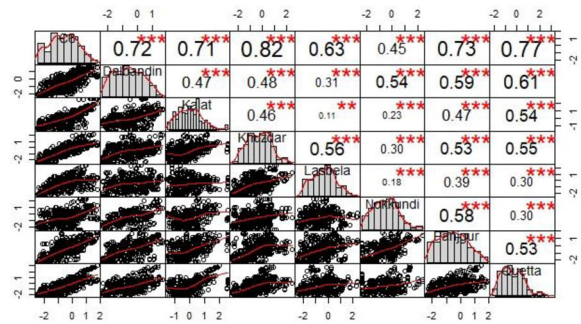 -2 0 1 -2 0 2 -2 0 2 -2 0 2
C6 0.72*** 0.71*** 0.82*** 0.63*** 0.45*** 0.73*** 0.77*** -2 1
-2 0 Dalbandin 0.47*** 0.48*** 0.31*** 0.54*** 0.59*** 0.61***
Kalat 0.46*** 0.11** 0.23*** 0.47*** 0.54*** -1 1
-2 1 Khuzdar 0.56*** 0.30*** 0.53*** 0.55***
Lasbela 0.18*** 0.39*** 0.30*** -2 1
-2 1 Nokkundi 0.58*** 0.30***
Panjgur 0.53*** -2 1
-2 1 Quetta
-2 0 1 2 -1 0 1 2 -2 0 2 -2 0 2